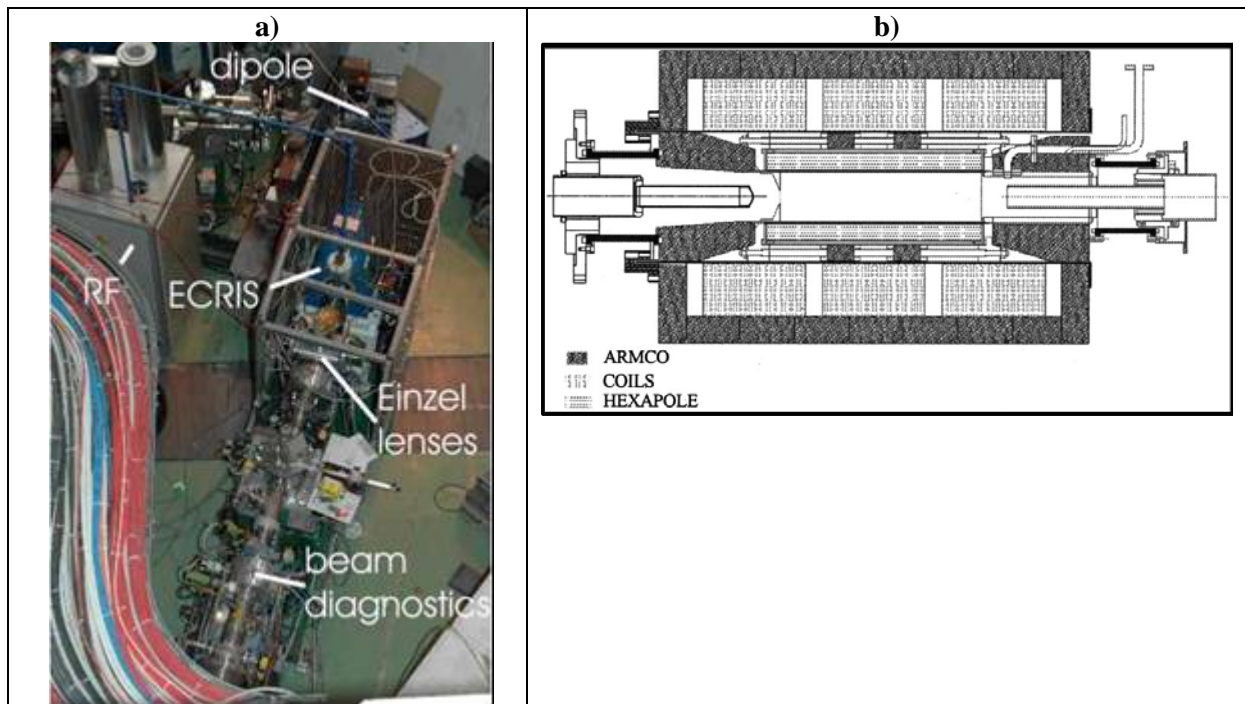 a)
dipole
RF
ECRIS
Einzel
lenses
beam
diagnostics
b)
ARMCO
COILS
HEXAPOLE